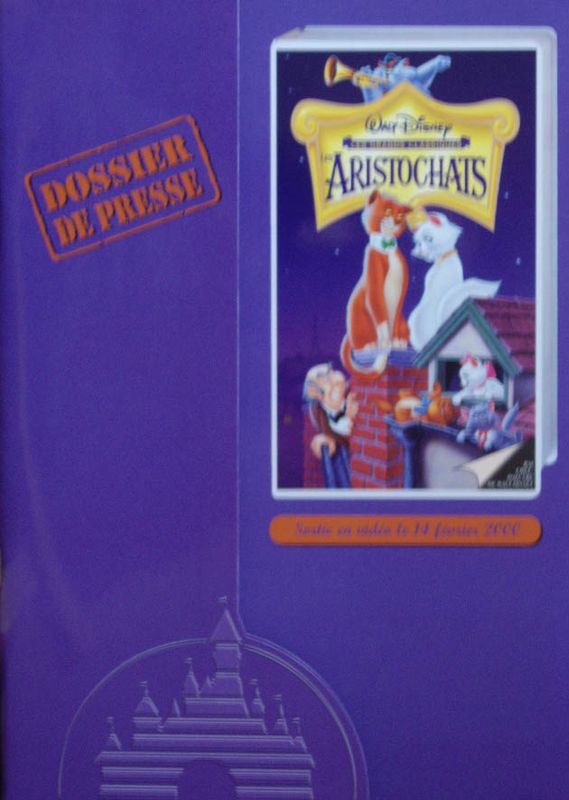 DOSSIER
DE PRESSE
WALT DISNEY
LES GRANDS CLASSIQUES
LES
ARISTOCHATS
Sortie en vidéo le 14 février 2000